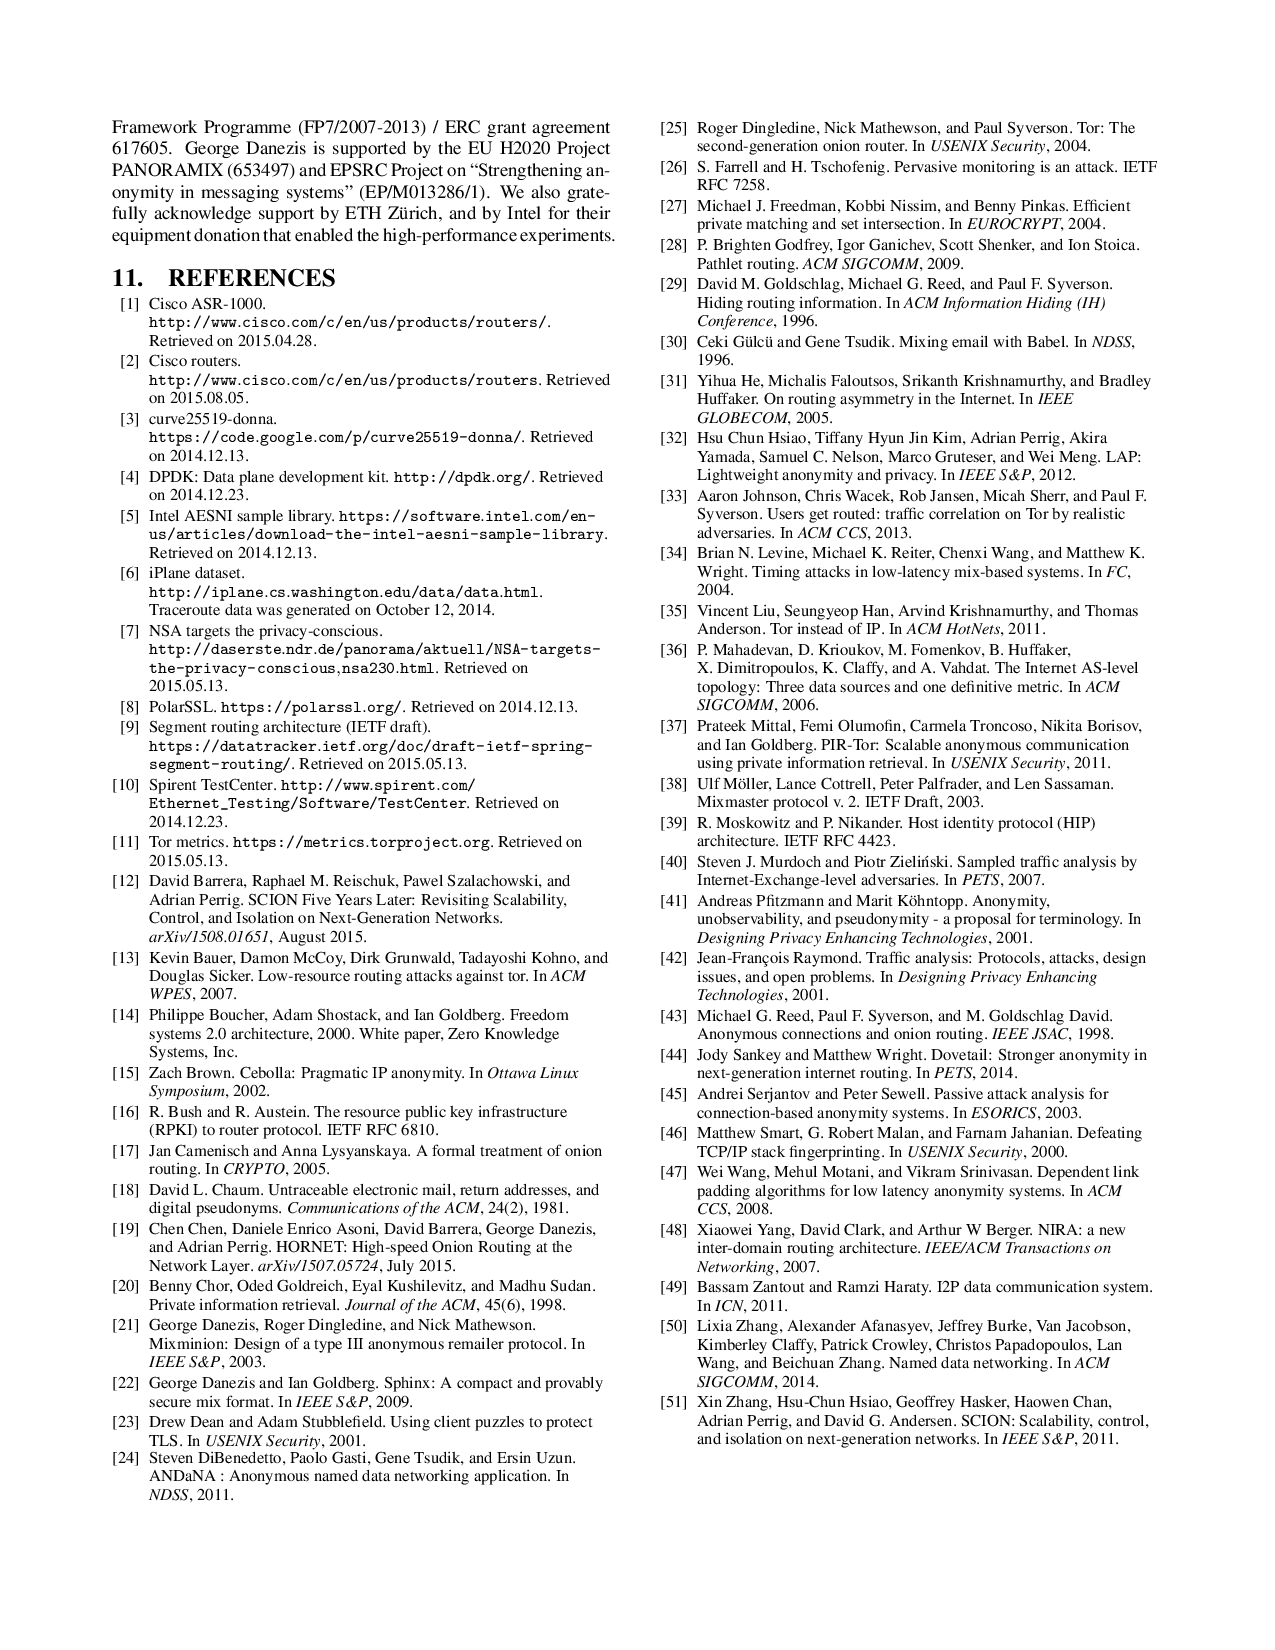 Framework Programme (FP7/2007-2013) / ERC grant agreement
617605. George Danezis is supported by the EU H2020 Project
PANORAMIX (653497) and EPSRC Project on “Strengthening an-
onymity in messaging systems” (EP/M013286/1). We also grate-
fully acknowledge support by ETH Zürich, and by Intel for their
equipment donation that enabled the high-performance experiments.
11. REFERENCES
[1] Cisco ASR-1000.
http://www.cisco.com/c/en/us/products/routers/.
Retrieved on 2015.04.28.
[2] Cisco routers.
http://www.cisco.com/c/en/us/products/routers. Retrieved
on 2015.08.05.
[3] curve25519-donna.
https://code.google.com/p/curve25519-donna/. Retrieved
on 2014.12.13.
[4] DPDK: Data plane development kit. http://dpdk.org/. Retrieved
on 2014.12.23.
[5] Intel AESNI sample library. https://software.intel.com/en-
us/articles/download-the-intel-aesni-sample-library.
Retrieved on 2014.12.13.
[6] iPlane dataset.
http://iplane.cs.washington.edu/data/data.html.
Traceroute data was generated on October 12, 2014.
[7] NSA targets the privacy-conscious.
http://daserste.ndr.de/panorama/aktuell/NSA-targets-
the-privacy-conscious,nsa230.html. Retrieved on
2015.05.13.
[8] PolarSSL. https://polarssl.org/. Retrieved on 2014.12.13.
[9] Segment routing architecture (IETF draft).
https://datatracker.ietf.org/doc/draft-ietf-spring-
segment-routing/. Retrieved on 2015.05.13.
[10] Spirent TestCenter. http://www.spirent.com/
Ethernet_Testing/Software/TestCenter. Retrieved on
2014.12.23.
[11] Tor metrics. https://metrics.torproject.org. Retrieved on
2015.05.13.
[12] David Barrera, Raphael M. Reischuk, Pawel Szalachowski, and
Adrian Perrig. SCION Five Years Later: Revisiting Scalability,
Control, and Isolation on Next-Generation Networks.
arXiv/1508.01651, August 2015.
[13] Kevin Bauer, Damon McCoy, Dirk Grunwald, Tadayoshi Kohno, and
Douglas Sicker. Low-resource routing attacks against tor. In ACM
WPES, 2007.
[14] Philippe Boucher, Adam Shostack, and Ian Goldberg. Freedom
systems 2.0 architecture, 2000. White paper, Zero Knowledge
Systems, Inc.
[15] Zach Brown. Cebolla: Pragmatic IP anonymity. In Ottawa Linux
Symposium, 2002.
[16] R. Bush and R. Austein. The resource public key infrastructure
(RPKI) to router protocol. IETF RFC 6810.
[17] Jan Camenisch and Anna Lysyanskaya. A formal treatment of onion
routing. In CRYPTO, 2005.
[18] David L. Chaum. Untraceable electronic mail, return addresses, and
digital pseudonyms. Communications of the ACM, 24(2), 1981.
[19] Chen Chen, Daniele Enrico Asoni, David Barrera, George Danezis,
and Adrian Perrig. HORNET: High-speed Onion Routing at the
Network Layer. arXiv/1507.05724, July 2015.
[20] Benny Chor, Oded Goldreich, Eyal Kushilevitz, and Madhu Sudan.
Private information retrieval. Journal of the ACM, 45(6), 1998.
[21] George Danezis, Roger Dingledine, and Nick Mathewson.
Mixminion: Design of a type III anonymous remailer protocol. In
IEEE S&P, 2003.
[22] George Danezis and Ian Goldberg. Sphinx: A compact and provably
secure mix format. In IEEE S&P, 2009.
[23] Drew Dean and Adam Stubblefield. Using client puzzles to protect
TLS. In USENIX Security, 2001.
[24] Steven DiBenedetto, Paolo Gasti, Gene Tsudik, and Ersin Uzun.
ANDaNA : Anonymous named data networking application. In
NDSS, 2011.
[25] Roger Dingledine, Nick Mathewson, and Paul Syverson. Tor: The
second-generation onion router. In USENIX Security, 2004.
[26] S. Farrell and H. Tschofenig. Pervasive monitoring is an attack. IETF
RFC 7258.
[27] Michael J. Freedman, Kobbi Nissim, and Benny Pinkas. Efficient
private matching and set intersection. In EUROCRYPT, 2004.
[28] P. Brighten Godfrey, Igor Ganichev, Scott Shenker, and Ion Stoica.
Pathlet routing. ACM SIGCOMM, 2009.
[29] David M. Goldschlag, Michael G. Reed, and Paul F. Syverson.
Hiding routing information. In ACM Information Hiding (IH)
Conference, 1996.
[30] Ceki Gülcü and Gene Tsudik. Mixing email with Babel. In NDSS,
1996.
[31] Yihua He, Michalis Faloutsos, Srikanth Krishnamurthy, and Bradley
Huffaker. On routing asymmetry in the Internet. In IEEE
GLOBECOM, 2005.
[32] Hsu Chun Hsiao, Tiffany Hyun Jin Kim, Adrian Perrig, Akira
Yamada, Samuel C. Nelson, Marco Gruteser, and Wei Meng. LAP:
Lightweight anonymity and privacy. In IEEE S&P, 2012.
[33] Aaron Johnson, Chris Wacek, Rob Jansen, Micah Sherr, and Paul F.
Syverson. Users get routed: traffic correlation on Tor by realistic
adversaries. In ACM CCS, 2013.
[34] Brian N. Levine, Michael K. Reiter, Chenxi Wang, and Matthew K.
Wright. Timing attacks in low-latency mix-based systems. In FC,
2004.
[35] Vincent Liu, Seungyeop Han, Arvind Krishnamurthy, and Thomas
Anderson. Tor instead of IP. In ACM HotNets, 2011.
[36] P. Mahadevan, D. Krioukov, M. Fomenkov, B. Huffaker,
X. Dimitropoulos, K. Claffy, and A. Vahdat. The Internet AS-level
topology: Three data sources and one definitive metric. In ACM
SIGCOMM, 2006.
[37] Prateek Mittal, Femi Olumofin, Carmela Troncoso, Nikita Borisov,
and Ian Goldberg. PIR-Tor: Scalable anonymous communication
using private information retrieval. In USENIX Security, 2011.
[38] Ulf Möller, Lance Cottrell, Peter Palfrader, and Len Sassaman.
Mixmaster protocol v. 2. IETF Draft, 2003.
[39] R. Moskowitz and P. Nikander. Host identity protocol (HIP)
architecture. IETF RFC 4423.
[40] Steven J. Murdoch and Piotr Zieliński. Sampled traffic analysis by
Internet-Exchange-level adversaries. In PETS, 2007.
[41] Andreas Pfitzmann and Marit Köhntopp. Anonymity,
unobservability, and pseudonymity - a proposal for terminology. In
Designing Privacy Enhancing Technologies, 2001.
[42] Jean-François Raymond. Traffic analysis: Protocols, attacks, design
issues, and open problems. In Designing Privacy Enhancing
Technologies, 2001.
[43] Michael G. Reed, Paul F. Syverson, and M. Goldschlag David.
Anonymous connections and onion routing. IEEE JSAC, 1998.
[44] Jody Sankey and Matthew Wright. Dovetail: Stronger anonymity in
next-generation internet routing. In PETS, 2014.
[45] Andrei Serjantov and Peter Sewell. Passive attack analysis for
connection-based anonymity systems. In ESORICS, 2003.
[46] Matthew Smart, G. Robert Malan, and Farnam Jahanian. Defeating
TCP/IP stack fingerprinting. In USENIX Security, 2000.
[47] Wei Wang, Mehul Motani, and Vikram Srinivasan. Dependent link
padding algorithms for low latency anonymity systems. In ACM
CCS, 2008.
[48] Xiaowei Yang, David Clark, and Arthur W Berger. NIRA: a new
inter-domain routing architecture. IEEE/ACM Transactions on
Networking, 2007.
[49] Bassam Zantout and Ramzi Haraty. I2P data communication system.
In ICN, 2011.
[50] Lixia Zhang, Alexander Afanasyev, Jeffrey Burke, Van Jacobson,
Kimberley Claffy, Patrick Crowley, Christos Papadopoulos, Lan
Wang, and Beichuan Zhang. Named data networking. In ACM
SIGCOMM, 2014.
[51] Xin Zhang, Hsu-Chun Hsiao, Geoffrey Hasker, Haowen Chan,
Adrian Perrig, and David G. Andersen. SCION: Scalability, control,
and isolation on next-generation networks. In IEEE S&P, 2011.